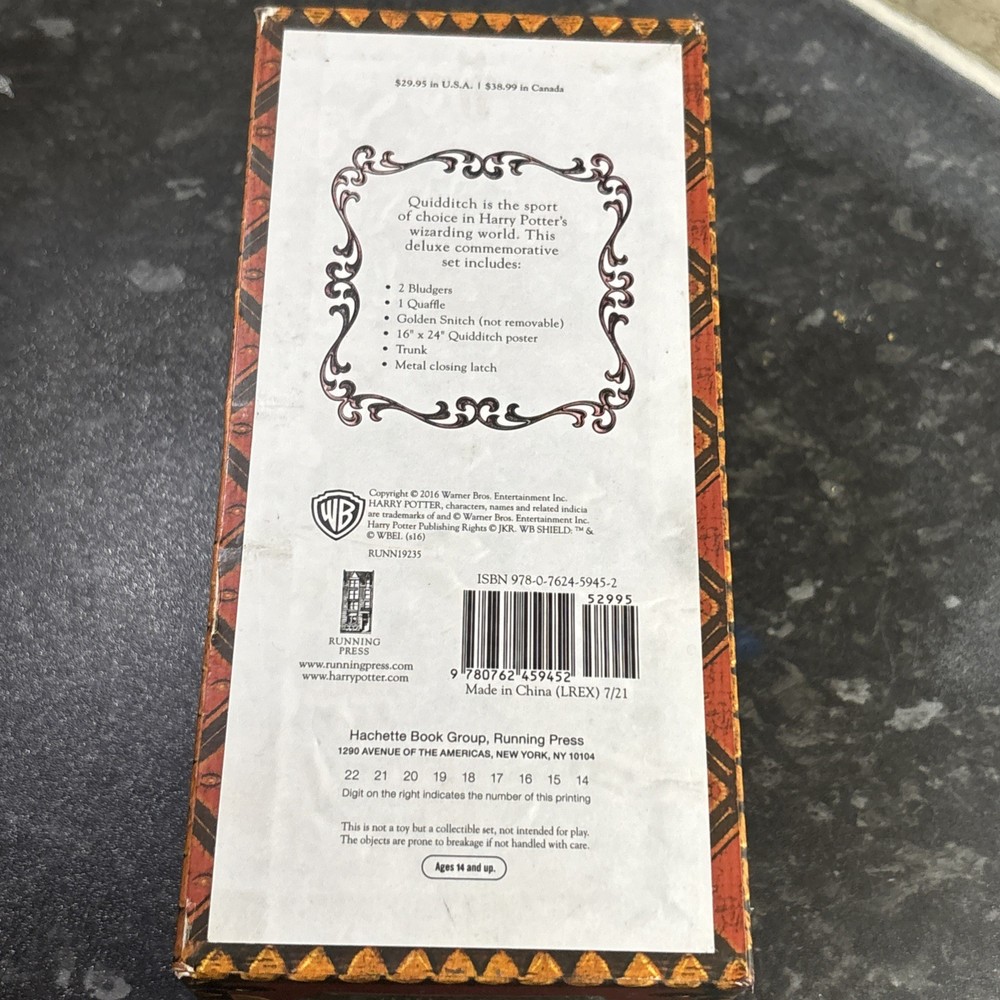 $29.95 in U.S.A. | $38.99 in Canada
Quidditch is the sport
of choice in Harry Potter's
wizarding world. This
deluxe commemorative
set includes:
• 2 Bludgers
• 1 Quaffle
• Golden Snitch (not removable)
• 16" x 24" Quidditch poster
• Trunk
• Metal closing latch
WB
Copyright © 2016 Warner Bros. Entertainment Inc.
HARRY POTTER, characters, names and related indicia
are trademarks of and © Warner Bros. Entertainment Inc.
Harry Potter Publishing Rights © JKR. WB SHIELD: ™ &
© WBEI. (s16)
RUNN19235
RUNNING
PRESS
www.runningpress.com
www.harrypotter.com
ISBN 978-0-7624-5945-2
52995
9 780762 459452
Made in China (LREX) 7/21
Hachette Book Group, Running Press
1290 AVENUE OF THE AMERICAS, NEW YORK, NY 10104
22 21 20 19 18 17 16 15 14
Digit on the right indicates the number of this printing
This is not a toy but a collectible set, not intended for play.
The objects are prone to breakage if not handled with care.
Ages 14 and up.